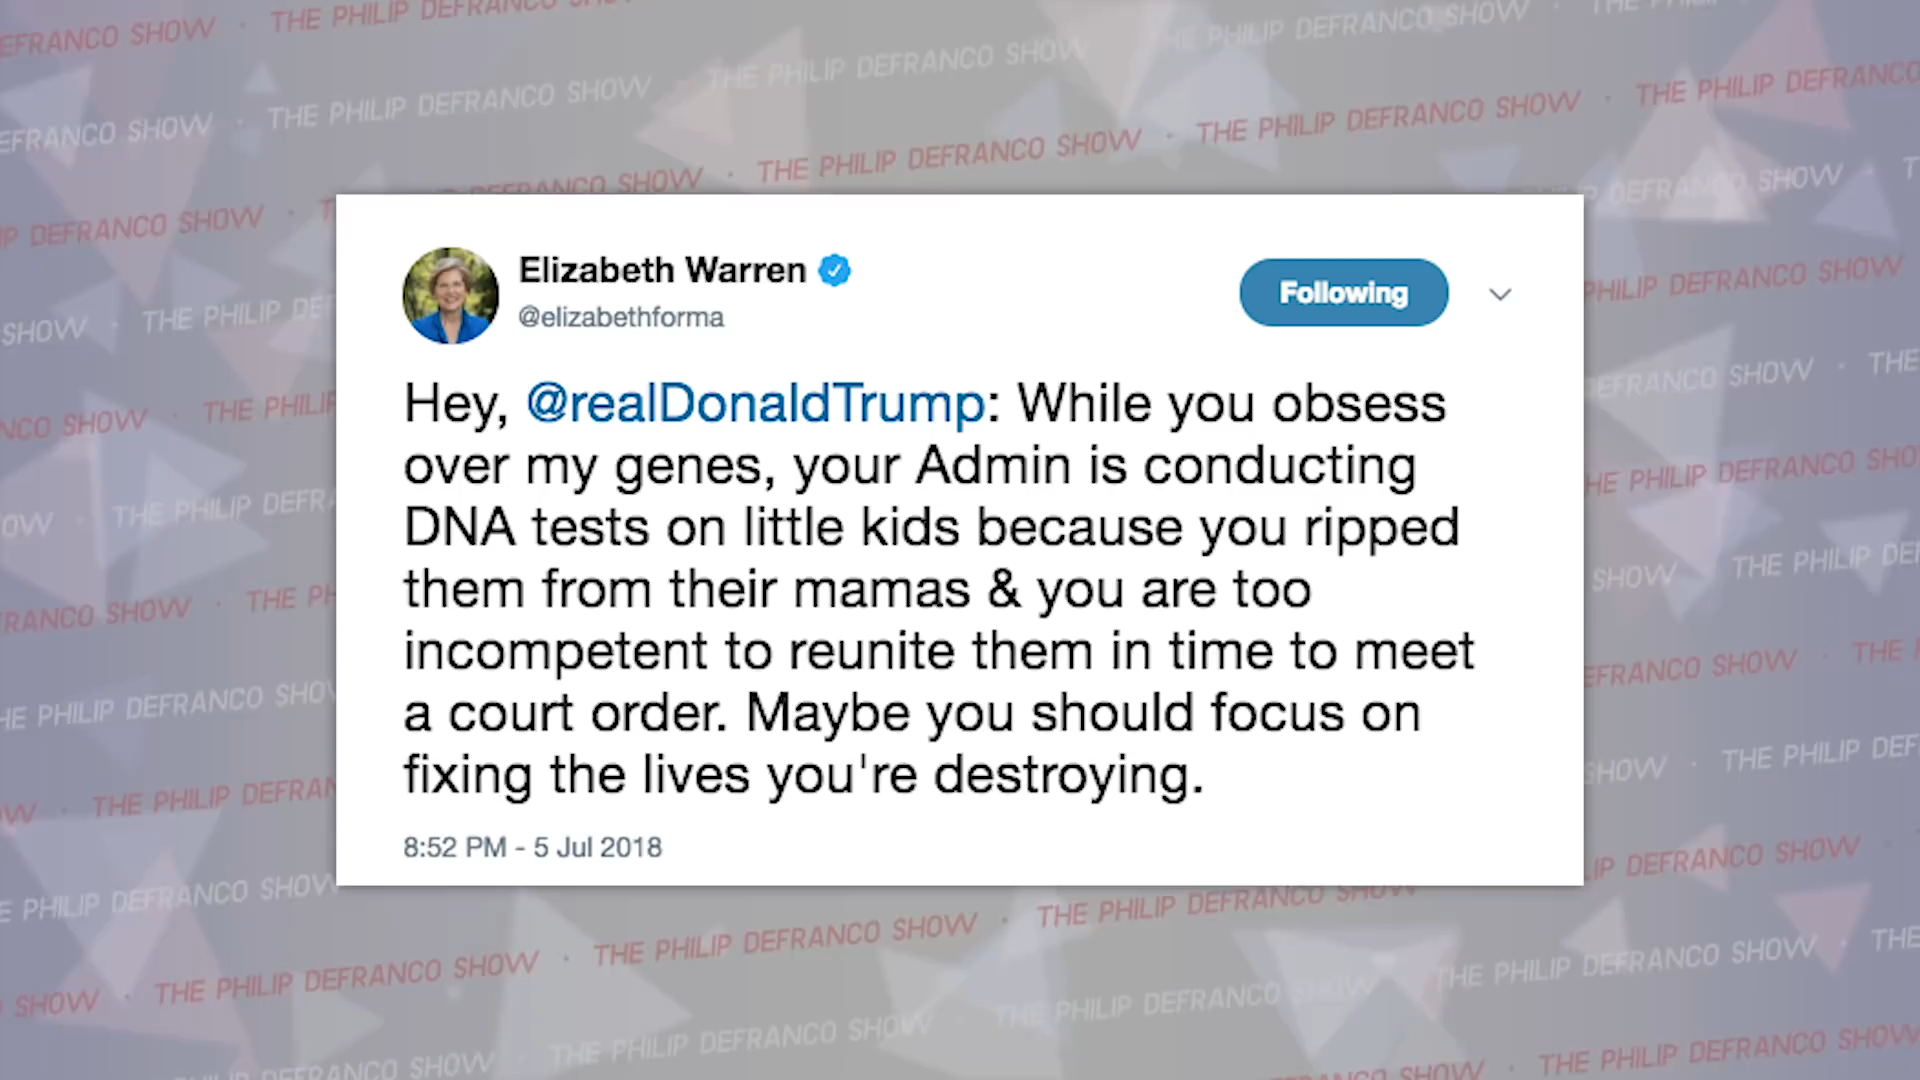 THE PHILIP DEFRANCO SHOW
Elizabeth Warren
@elizabethforma
Following
Hey, @realDonaldTrump: While you obsess
over my genes, your Admin is conducting
DNA tests on little kids because you ripped
them from their mamas & you are too
incompetent to reunite them in time to meet
a court order. Maybe you should focus on
fixing the lives you're destroying.
8:52 PM - 5 Jul 2018